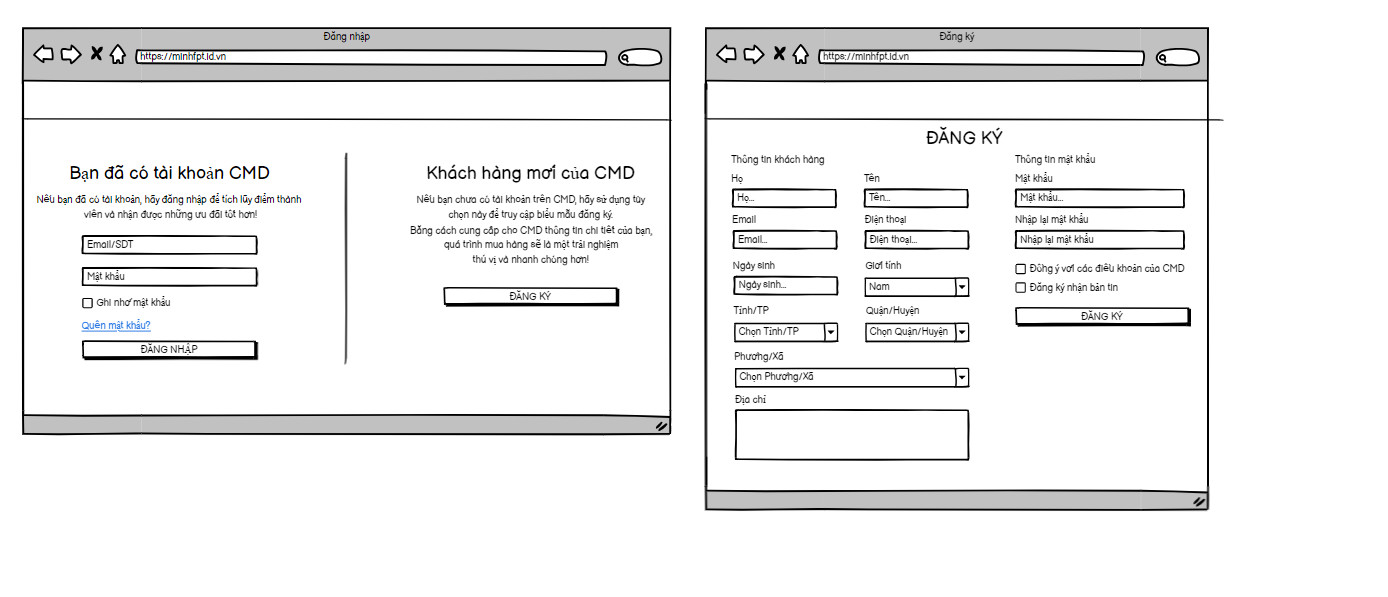 Đăng nhập
https://minhfpt.id.vn
Bạn đã có tài khoản CMD
Nếu bạn đã có tài khoản, hãy đăng nhập để tích lũy điểm thành
viên và nhận được những ưu đãi tốt hơn!
Email/SDT
Mật khẩu
Ghi nhớ mật khẩu
Quên mật khẩu?
ĐĂNG NHẬP
Khách hàng mới của CMD
Nếu bạn chưa có tài khoản trên CMD, hãy sử dụng tùy
chọn này để truy cập biểu mẫu đăng ký.
Bằng cách cung cấp cho CMD thông tin chi tiết của bạn,
quá trình mua hàng sẽ là một trải nghiệm
thú vị và nhanh chóng hơn!
ĐĂNG KÝ
Đăng ký
https://minhfpt.id.vn
ĐĂNG KÝ
Thông tin khách hàng
Họ
Tên
Họ...
Tên...
Email
Điện thoại
Email...
Điện thoại...
Ngày sinh
Giới tính
Ngày sinh...
Nam
Tỉnh/TP
Quận/Huyện
Chọn Tỉnh/TP
Chọn Quận/Huyện
Phường/Xã
Chọn Phường/Xã
Địa chỉ
Thông tin mật khẩu
Mật khẩu
Mật khẩu...
Nhập lại mật khẩu
Nhập lại mật khẩu
Đồng ý với các điều khoản của CMD
Đăng ký nhận bản tin
ĐĂNG KÝ